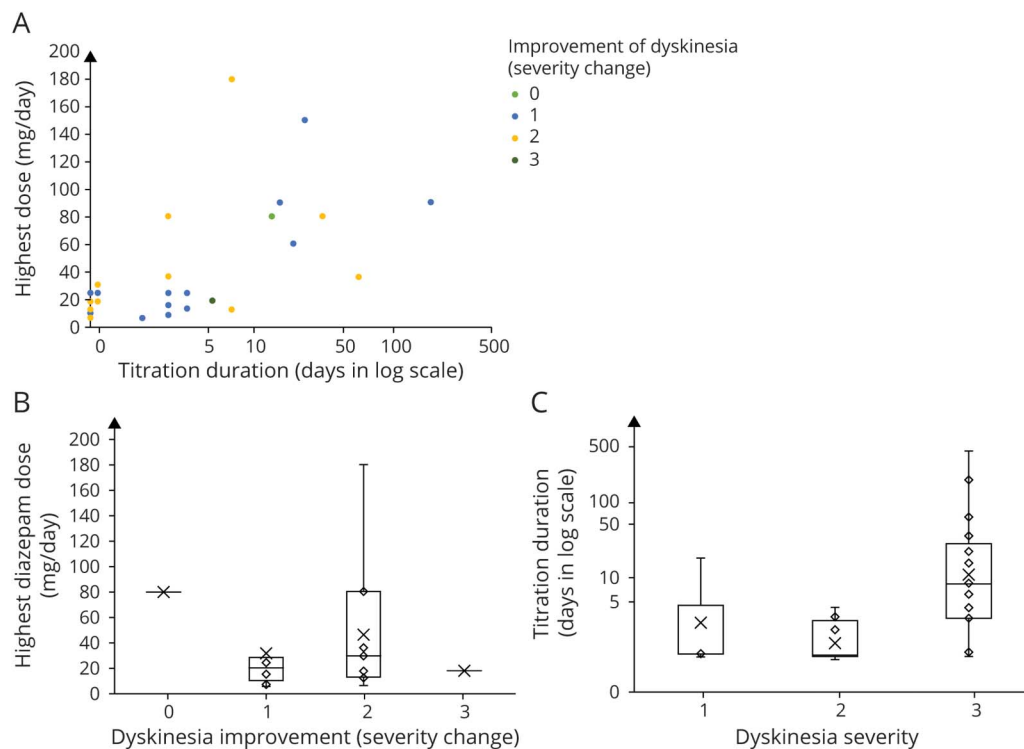 A
Highest dose (mg/day)
200
180
160
140
120
100
80
60
40
20
0
0 5 10 50 100 500
Titration duration (days in log scale)
Improvement of dyskinesia
(severity change)
0
1
2
3
B
Highest diazepam dose
(mg/day)
200
180
160
140
120
100
80
60
40
20
0
0 1 2 3
Dyskinesia improvement (severity change)
C
Titration duration
(days in log scale)
500
100
50
10
5
0
1 2 3
Dyskinesia severity